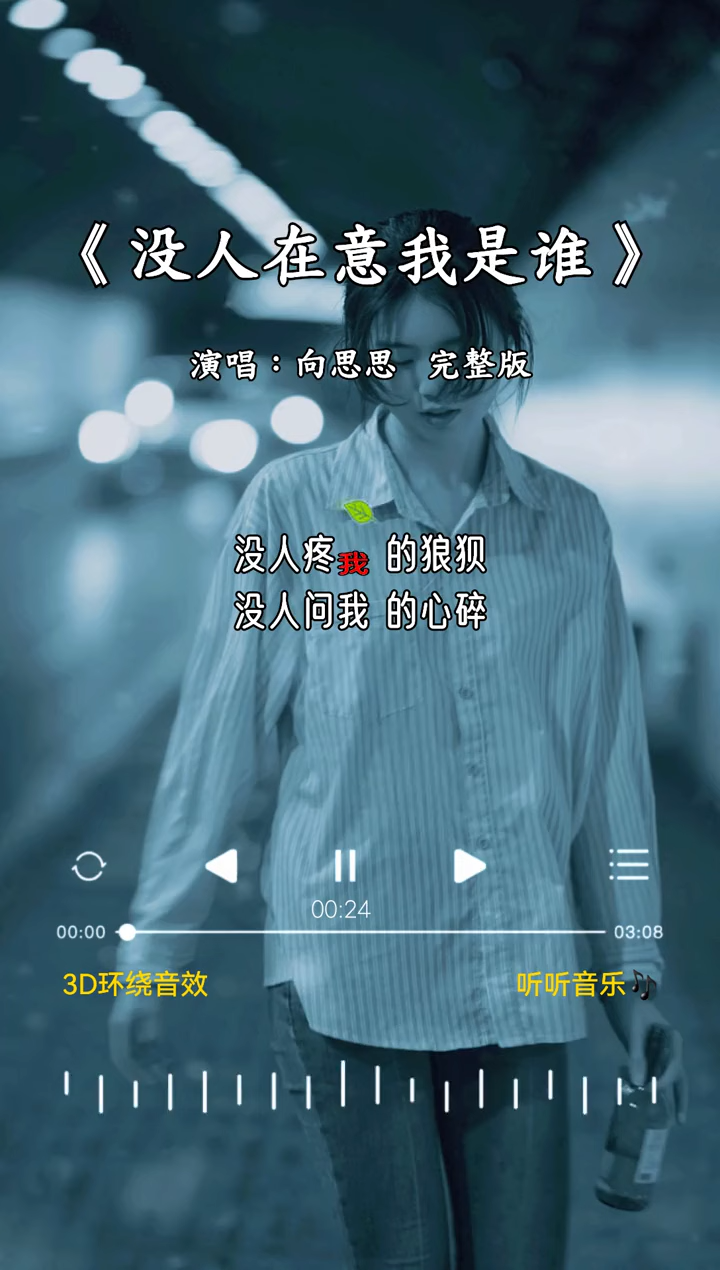 《没人在意我是谁》
演唱：向思思 完整版
没人疼我 的狼狈
没人问我 的心碎
00:24
00:00 03:08
3D环绕音效 听听音乐🎶